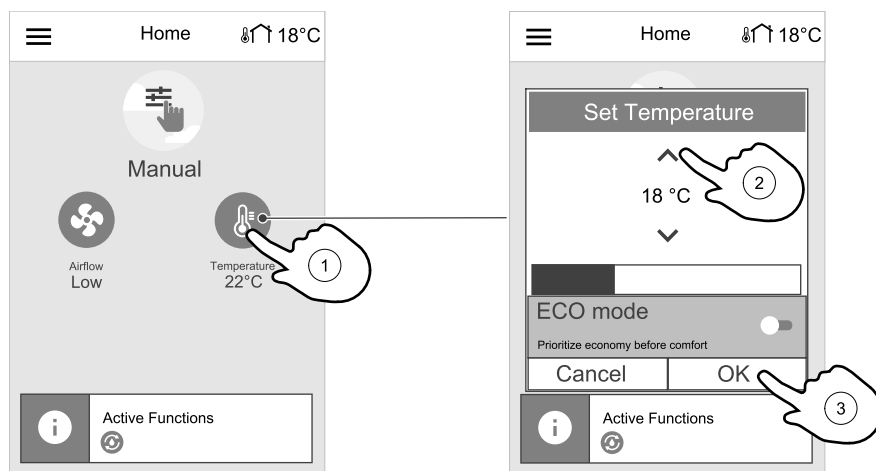 Home 18°C
Manual
Airflow
Low
Temperature
22°C
1
i
Active Functions
Home 18°C
Set Temperature
18 °C
2
ECO mode
Prioritize economy before comfort
Cancel OK
3
i
Active Functions